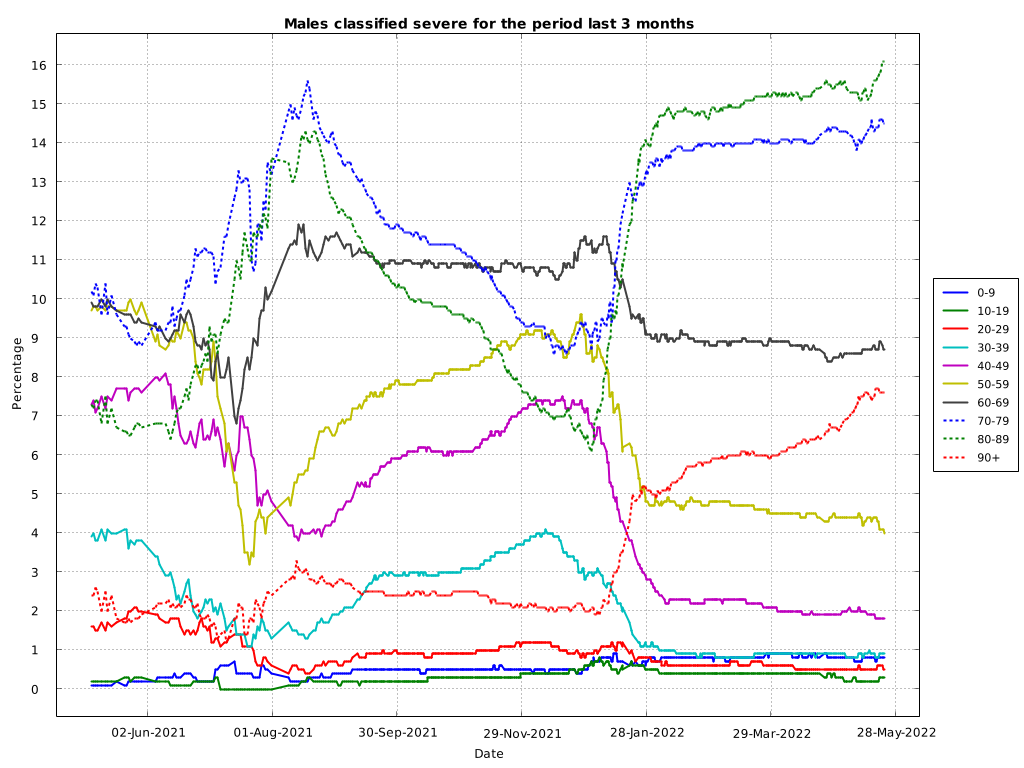 Males classified severe for the period last 3 months
16
15
14
13
12
11
10
9
8
7
6
5
4
3
2
1
0
Percentage
02-Jun-2021
01-Aug-2021
30-Sep-2021
29-Nov-2021
28-Jan-2022
29-Mar-2022
28-May-2022
Date
0-9
10-19
20-29
30-39
40-49
50-59
60-69
70-79
80-89
90+